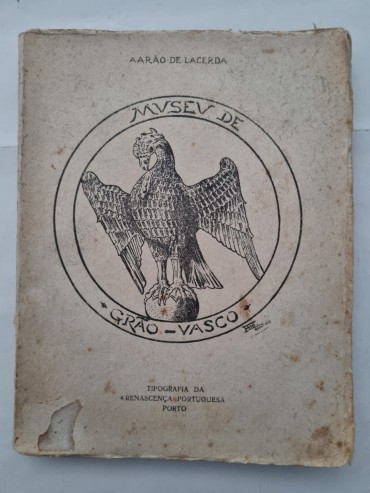 AARÃO DE LACERDA
MVSEV DE
GRÃO-VASCO
TIPOGRAFIA DA
«RENASCENÇA PORTUGUESA
PORTO